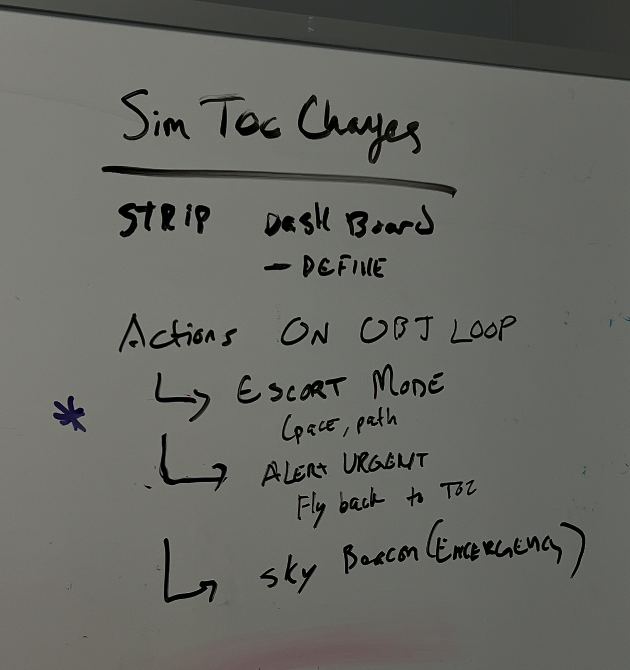 Sim TOC Changes
STRIP DASH BOARD
- DEFINE
Actions ON OBJ LOOP
↳ ESCORT MODE
(pace, path
↳ ALERT URGENT
Fly back to TOC
↳ SKY Beacon (EMERGENCY)